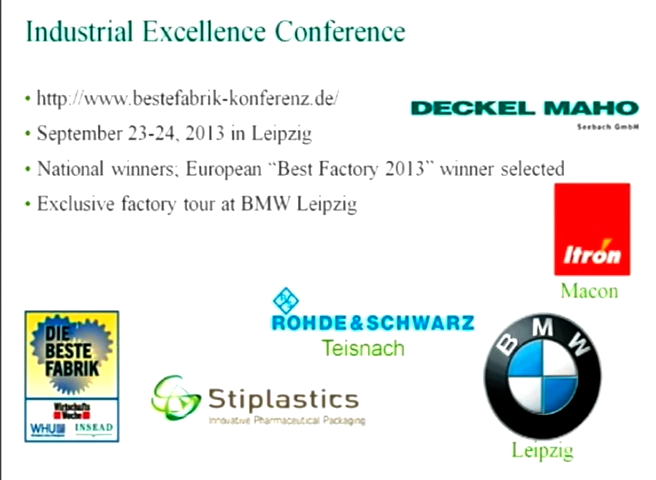 Industrial Excellence Conference
• http://www.bestefabrik-konferenz.de/
• September 23-24, 2013 in Leipzig
• National winners; European “Best Factory 2013” winner selected
• Exclusive factory tour at BMW Leipzig
DECKEL MAHO
Seebach GmbH
Itron
Macon
R&S
ROHDE & SCHWARZ
Teisnach
DIE
BESTE
FABRIK
Wirtschafts
Woche
WHU INSEAD
Stiplastics
Innovative Pharmaceutical Packaging
BMW
Leipzig